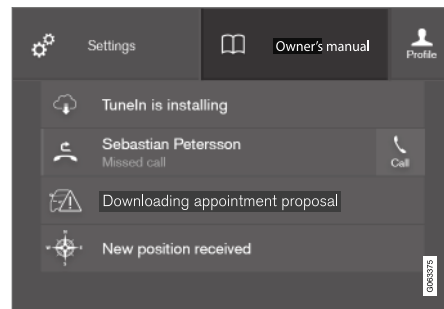 Settings
Owner's manual
Profile
TuneIn is installing
Sebastian Petersson
Missed call
Call
Downloading appointment proposal
New position received
G063375